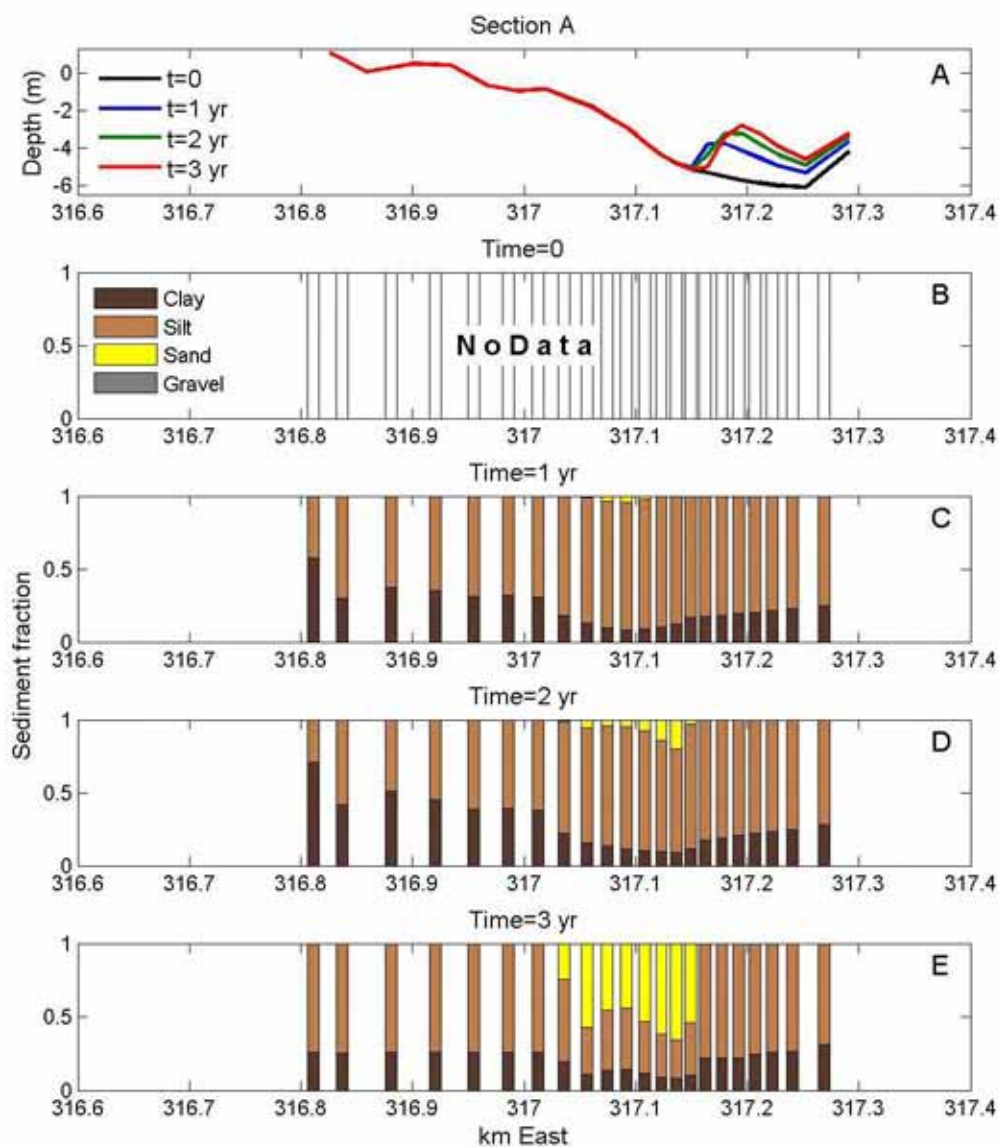 Section A
A
Depth (m)
0
-2
-4
-6
t=0
t=1 yr
t=2 yr
t=3 yr
316.6 316.7 316.8 316.9 317 317.1 317.2 317.3 317.4
Time=0
B
1
0.5
0
Clay
Silt
Sand
Gravel
N o D a t a
316.6 316.7 316.8 316.9 317 317.1 317.2 317.3 317.4
Time=1 yr
C
1
0.5
0
316.6 316.7 316.8 316.9 317 317.1 317.2 317.3 317.4
Sediment fraction
Time=2 yr
D
1
0.5
0
316.6 316.7 316.8 316.9 317 317.1 317.2 317.3 317.4
Time=3 yr
E
1
0.5
0
316.6 316.7 316.8 316.9 317 317.1 317.2 317.3 317.4
km East